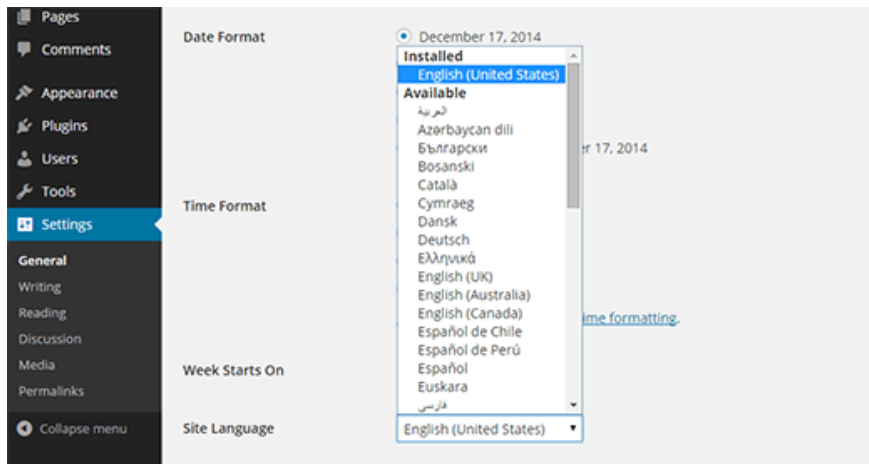 Pages
Comments
Appearance
Plugins
Users
Tools
Settings
General
Writing
Reading
Discussion
Media
Permalinks
Collapse menu
Date Format
December 17, 2014
Installed
English (United States)
Available
العربية
Azərbaycan dili
Български
Bosanski
Català
Cymraeg
Dansk
Deutsch
Ελληνικά
English (UK)
English (Australia)
English (Canada)
Español de Chile
Español de Perú
Español
Euskara
فارسی
er 17, 2014
Time Format
ime formatting.
Week Starts On
Site Language
English (United States)